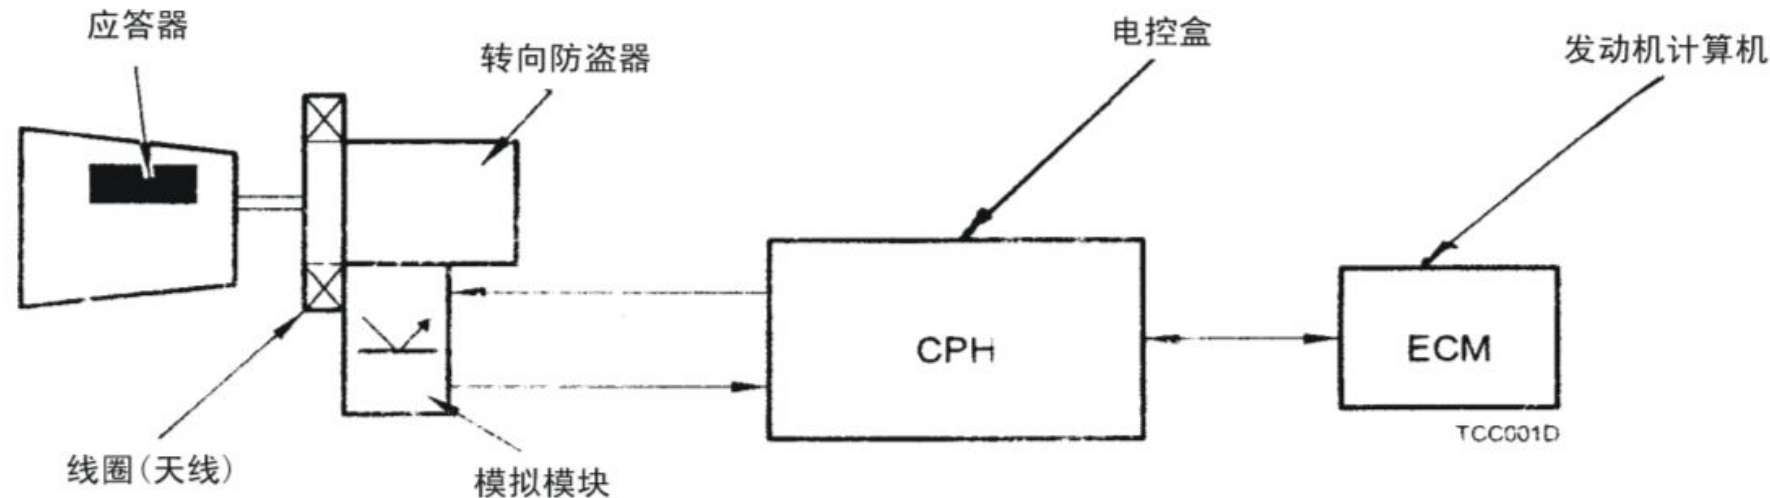 应答器
转向防盗器
电控盒
发动机计算机
CPH
ECM
TCC001D
线圈(天线)
模拟模块